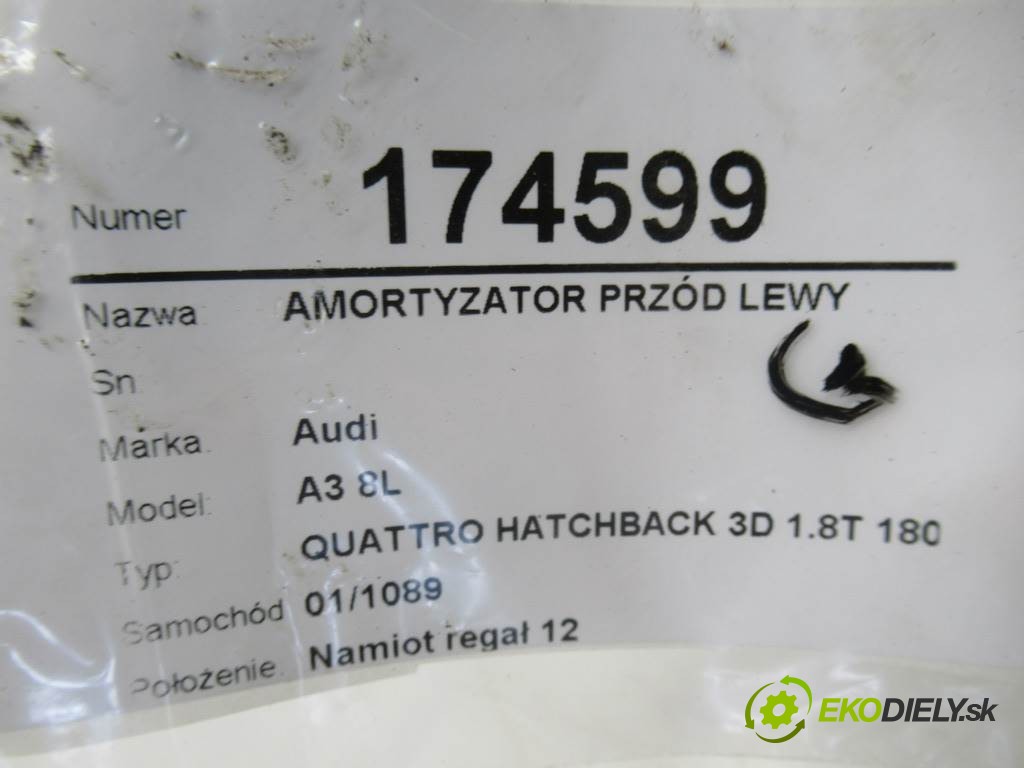 Numer 174599
Nazwa: AMORTYZATOR PRZÓD LEWY
Sn
Marka: Audi
Model: A3 8L
Typ: QUATTRO HATCHBACK 3D 1.8T 180
Samochód 01/1089
Położenie: Namiot regał 12
EKODIELY.sk